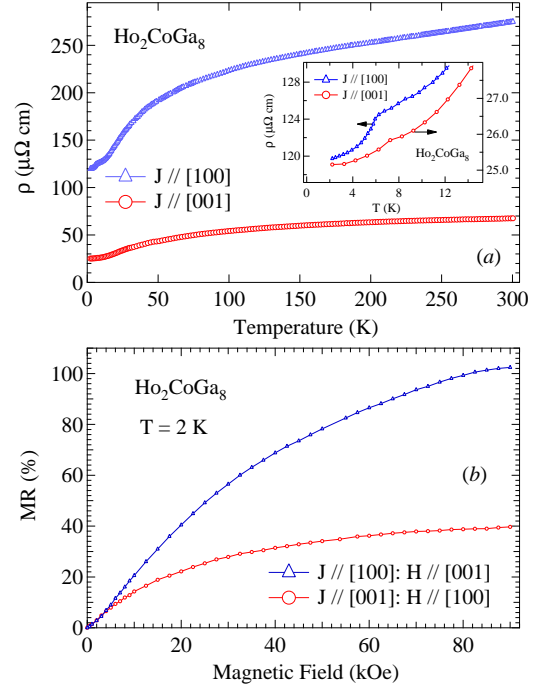 Ho2CoGa8
250
200
150
100
50
0
ρ (μΩ cm)
J // [100]
J // [001]
128
124
120
ρ (μΩ cm)
J // [100]
J // [001]
27.0
26.0
25.0
Ho2CoGa8
0 4 8 12
T (K)
(a)
0 50 100 150 200 250 300
Temperature (K)
100
80
60
40
20
0
MR (%)
Ho2CoGa8
T = 2 K
(b)
J // [100]: H // [001]
J // [001]: H // [100]
0 20 40 60 80
Magnetic Field (kOe)